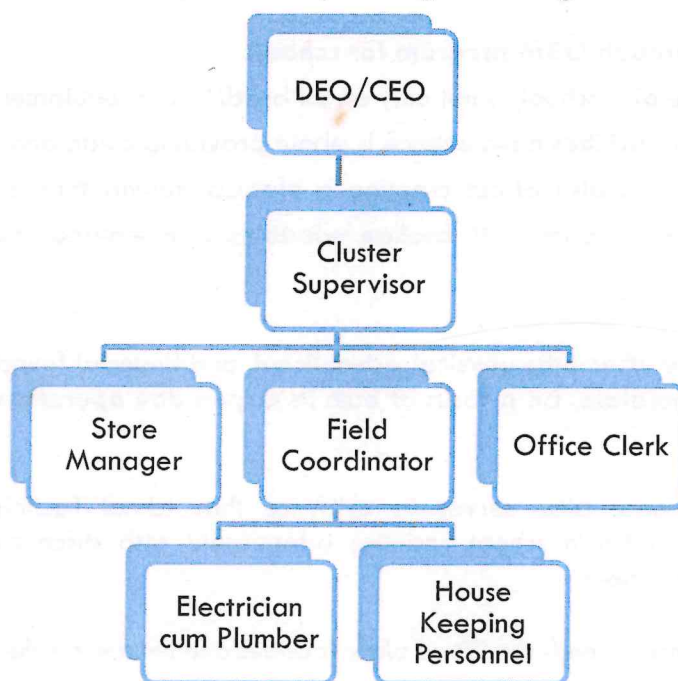 DEO/CEO
Cluster
Supervisor
Store
Manager
Field
Coordinator
Office Clerk
Electrician
cum Plumber
House
Keeping
Personnel